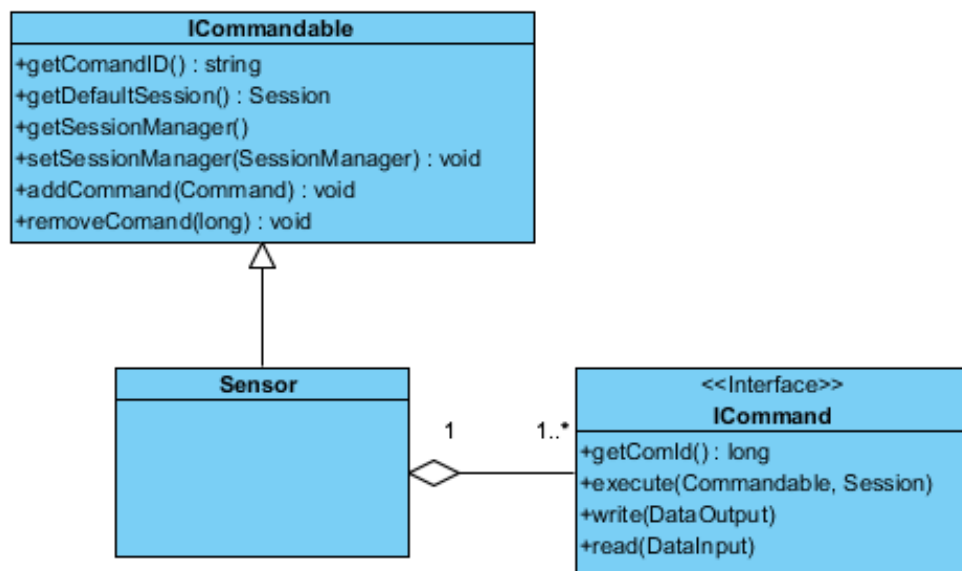 ICommandable
+getComandID() : string
+getDefaultSession() : Session
+getSessionManager()
+setSessionManager(SessionManager) : void
+addCommand(Command) : void
+removeComand(long) : void
Sensor
1
1..*
<<Interface>>
ICommand
+getComId() : long
+execute(Commandable, Session)
+write(DataOutput)
+read(DataInput)